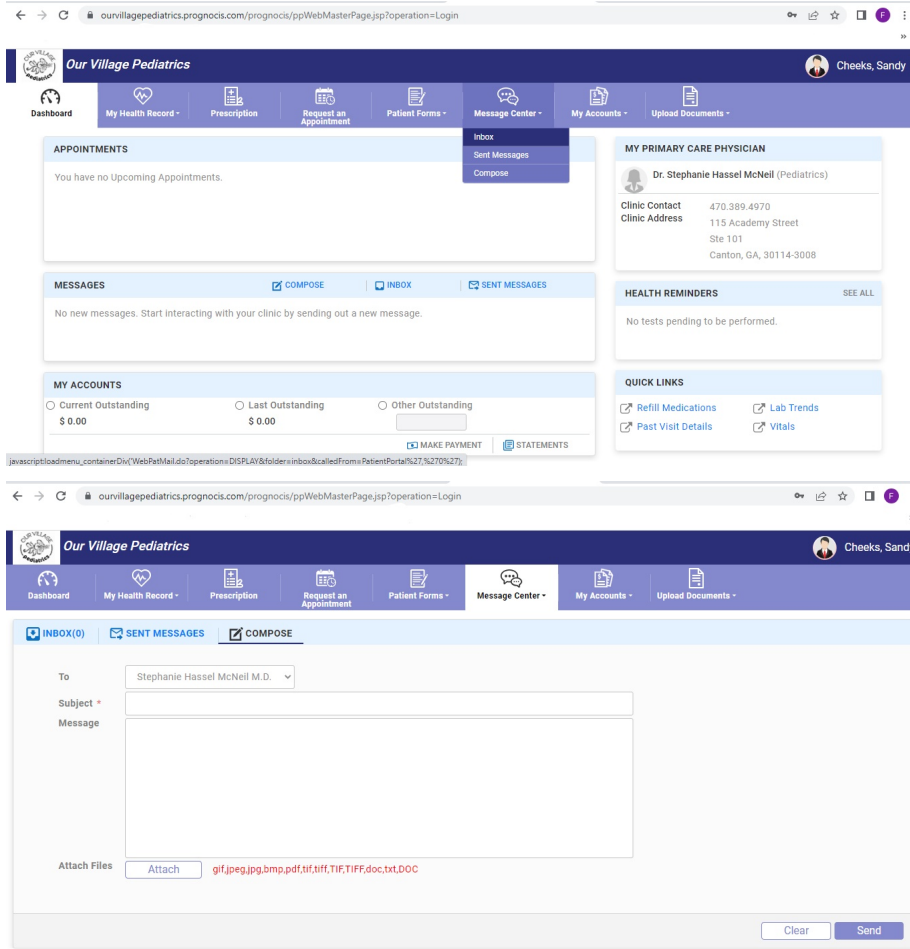 ourvillagepediatrics.prognocis.com/prognocis/ppWebMasterPage.jsp?operation=Login
F
»
OUR VILLAGE Pediatrics
Our Village Pediatrics
Cheeks, Sandy
Dashboard
My Health Record
Prescription
Request an Appointment
Patient Forms
Message Center
My Accounts
Upload Documents
Inbox
Sent Messages
Compose
APPOINTMENTS
You have no Upcoming Appointments.
MY PRIMARY CARE PHYSICIAN
Dr. Stephanie Hassel McNeil (Pediatrics)
Clinic Contact 470.389.4970
Clinic Address 115 Academy Street
Ste 101
Canton, GA, 30114-3008
MESSAGES COMPOSE INBOX SENT MESSAGES
No new messages. Start interacting with your clinic by sending out a new message.
HEALTH REMINDERS SEE ALL
No tests pending to be performed.
MY ACCOUNTS
Current Outstanding Last Outstanding Other Outstanding
$ 0.00 $ 0.00
MAKE PAYMENT STATEMENTS
QUICK LINKS
Refill Medications Lab Trends
Past Visit Details Vitals
javascript:loadmenu_containerDiv('WebPatMail.do?operation=DISPLAY&folder=inbox&calledFrom=PatientPortal%27,%270%27);
ourvillagepediatrics.prognocis.com/prognocis/ppWebMasterPage.jsp?operation=Login
F
OUR VILLAGE Pediatrics
Our Village Pediatrics
Cheeks, Sand
Dashboard
My Health Record
Prescription
Request an Appointment
Patient Forms
Message Center
My Accounts
Upload Documents
INBOX(0) SENT MESSAGES COMPOSE
To Stephanie Hassel McNeil M.D.
Subject *
Message
Attach Files Attach gif,jpeg,jpg,bmp,pdf,tif,tiff,TIF,TIFF,doc,txt,DOC
Clear Send